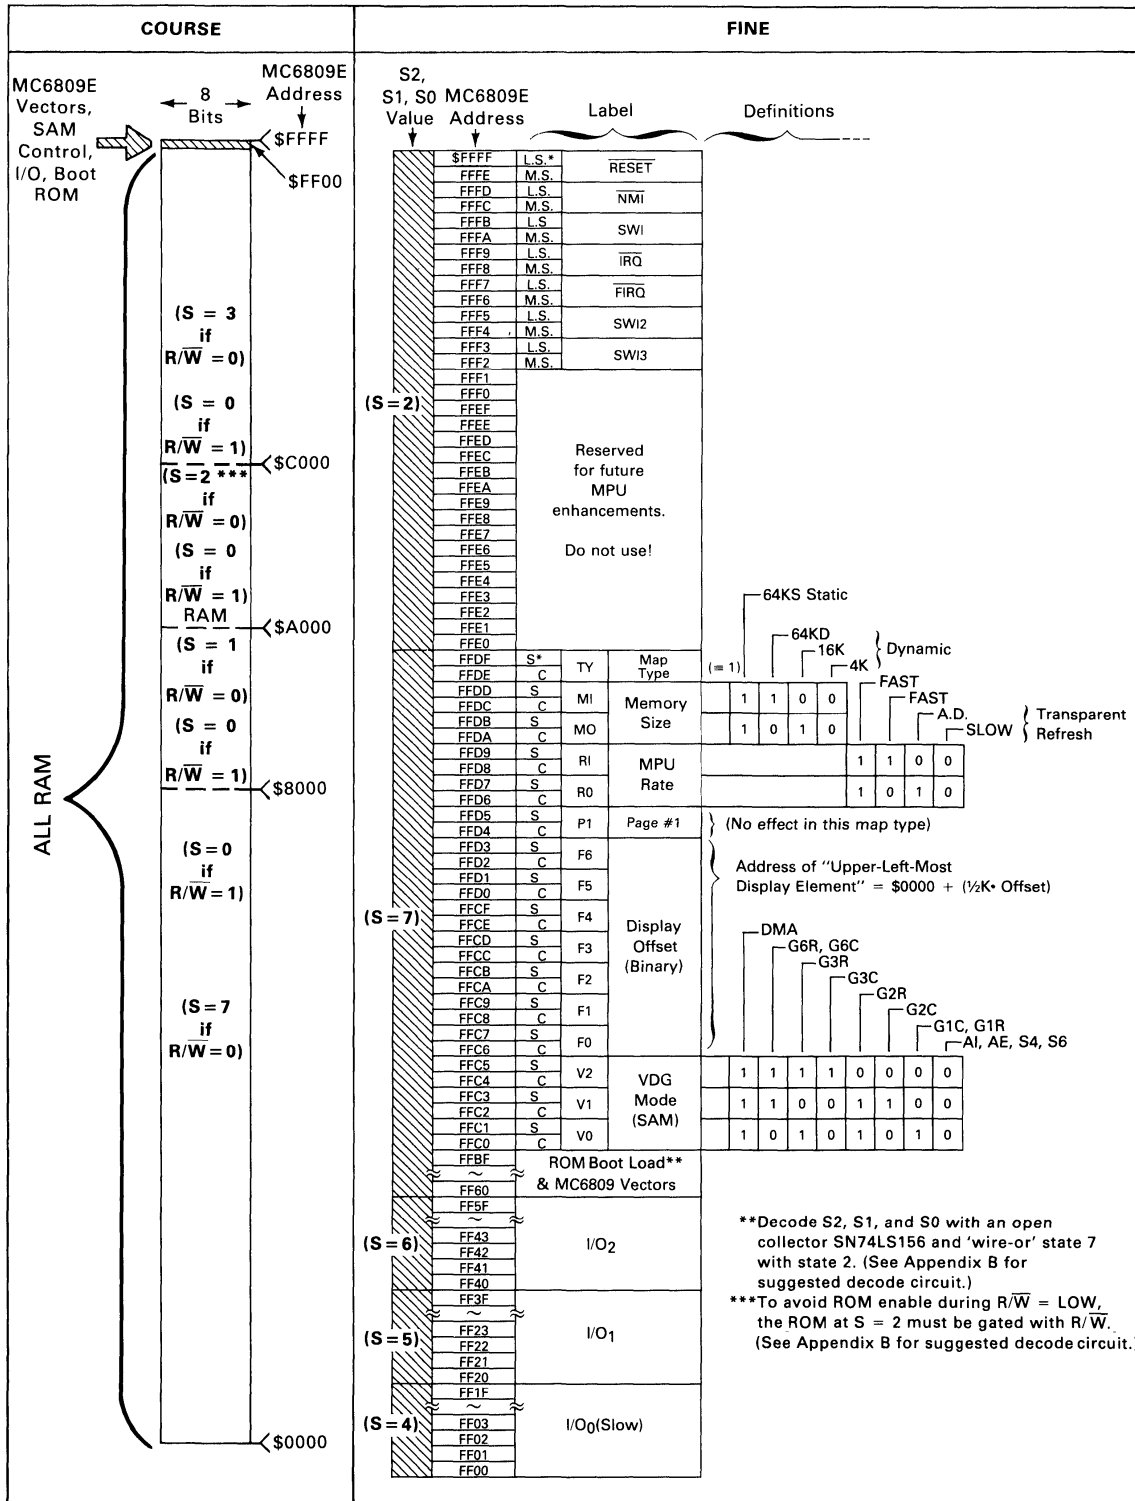 COURSE
FINE
MC6809E
Vectors,
SAM
Control,
I/O, Boot
ROM
8
Bits
MC6809E
Address
$FFFF
$FF00
(S = 3
if
R/W̅ = 0)
(S = 0
if
R/W̅ = 1)
$C000
(S=2 ***
if
R/W̅ = 0)
(S = 0
if
R/W̅ = 1)
RAM
$A000
(S = 1
if
R/W̅ = 0)
(S = 0
if
R/W̅ = 1)
$8000
ALL RAM
(S=0
if
R/W̅=1)
(S=7
if
R/W̅=0)
$0000
S2,
S1, S0
Value
MC6809E
Address
Label
Definitions
$FFFF L.S.* R̅E̅S̅E̅T̅
FFFE M.S.
FFFD L.S. N̅M̅I̅
FFFC M.S.
FFFB L.S SWI
FFFA M.S.
FFF9 L.S. I̅R̅Q̅
FFF8 M.S.
FFF7 L.S. F̅I̅R̅Q̅
FFF6 M.S.
FFF5 L.S. SWI2
FFF4 M.S.
FFF3 L.S. SWI3
FFF2 M.S.
FFF1
FFF0
(S=2)
FFEF
FFEE
FFED
FFEC
FFEB
FFEA
FFE9
FFE8
FFE7
FFE6
FFE5
FFE4
FFE3
FFE2
FFE1
FFE0
Reserved
for future
MPU
enhancements.
Do not use!
64KS Static
64KD
16K
4K
Dynamic
FFDF S* TY Map
FFDE C Type
(= 1)
FFDD S MI 1 1 0 0
FFDC C Memory
FFDB S MO Size 1 0 1 0
FFDA C
FAST
FAST
A.D.
SLOW
Transparent
Refresh
FFD9 S RI 1 1 0 0
FFD8 C MPU
FFD7 S R0 Rate 1 0 1 0
FFD6 C
FFD5 S P1 Page #1 (No effect in this map type)
FFD4 C
FFD3 S F6
FFD2 C
FFD1 S F5
FFD0 C
(S=7)
FFCF S F4
FFCE C
FFCD S F3
FFCC C
FFCB S F2
FFCA C
FFC9 S F1
FFC8 C
FFC7 S F0
FFC6 C
Display
Offset
(Binary)
Address of "Upper-Left-Most
Display Element" = $0000 + (½K• Offset)
DMA
G6R, G6C
G3R
G3C
G2R
G2C
G1C, G1R
AI, AE, S4, S6
FFC5 S V2 1 1 1 1 0 0 0 0
FFC4 C VDG
FFC3 S V1 Mode 1 1 0 0 1 1 0 0
FFC2 C (SAM)
FFC1 S V0 1 0 1 0 1 0 1 0
FFC0 C
FFBF ROM Boot Load**
~ & MC6809 Vectors
FF60
FF5F
~
(S=6)
FF43
FF42
FF41
FF40
I/O2
FF3F
~
(S=5)
FF23
FF22
FF21
FF20
I/O1
FF1F
~
(S=4)
FF03
FF02
FF01
FF00
I/O0(Slow)
**Decode S2, S1, and S0 with an open
collector SN74LS156 and 'wire-or' state 7
with state 2. (See Appendix B for
suggested decode circuit.)
***To avoid ROM enable during R/W̅ = LOW,
the ROM at S = 2 must be gated with R/W̅.
(See Appendix B for suggested decode circuit.)